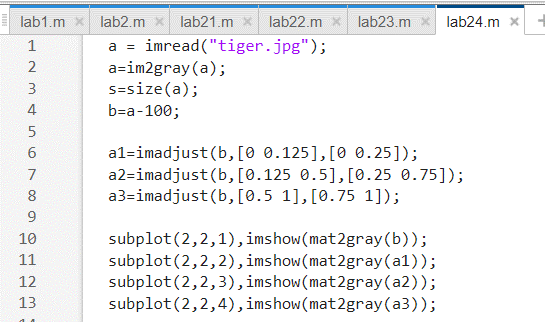 lab1.m × lab2.m × lab21.m × lab22.m × lab23.m × lab24.m × +
1 a = imread("tiger.jpg");
2 a=im2gray(a);
3 s=size(a);
4 b=a-100;
5
6 a1=imadjust(b,[0 0.125],[0 0.25]);
7 a2=imadjust(b,[0.125 0.5],[0.25 0.75]);
8 a3=imadjust(b,[0.5 1],[0.75 1]);
9
10 subplot(2,2,1),imshow(mat2gray(b));
11 subplot(2,2,2),imshow(mat2gray(a1));
12 subplot(2,2,3),imshow(mat2gray(a2));
13 subplot(2,2,4),imshow(mat2gray(a3));